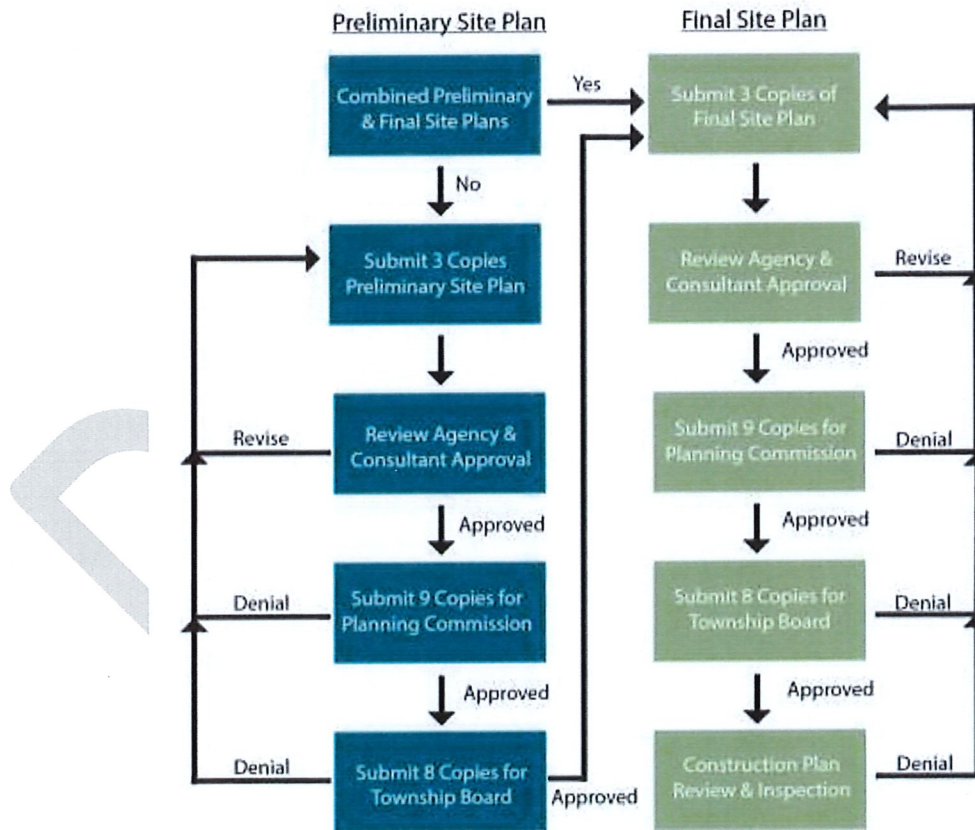 Preliminary Site Plan
Combined Preliminary
& Final Site Plans
Yes
No
Submit 3 Copies
Preliminary Site Plan
Review Agency &
Consultant Approval
Revise
Approved
Submit 9 Copies for
Planning Commission
Denial
Approved
Submit 8 Copies for
Township Board
Denial
Approved
Final Site Plan
Submit 3 Copies of
Final Site Plan
Review Agency &
Consultant Approval
Revise
Approved
Submit 9 Copies for
Planning Commission
Denial
Approved
Submit 8 Copies for
Township Board
Denial
Approved
Construction Plan
Review & Inspection
Denial